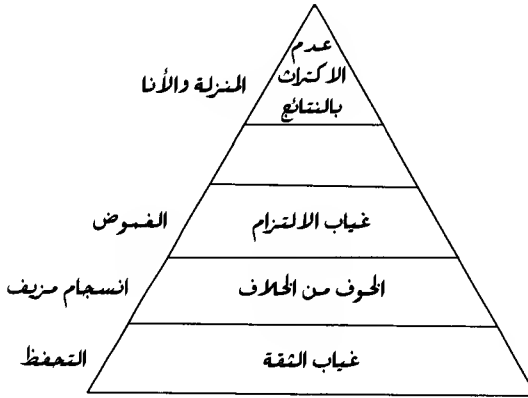 عدم
الاكتراث
بالنتائج
المنزلة والأنا
غياب الالتزام
الغموض
الخوف من الخلاف
انسجام مزيف
غياب الثقة
التحفظ